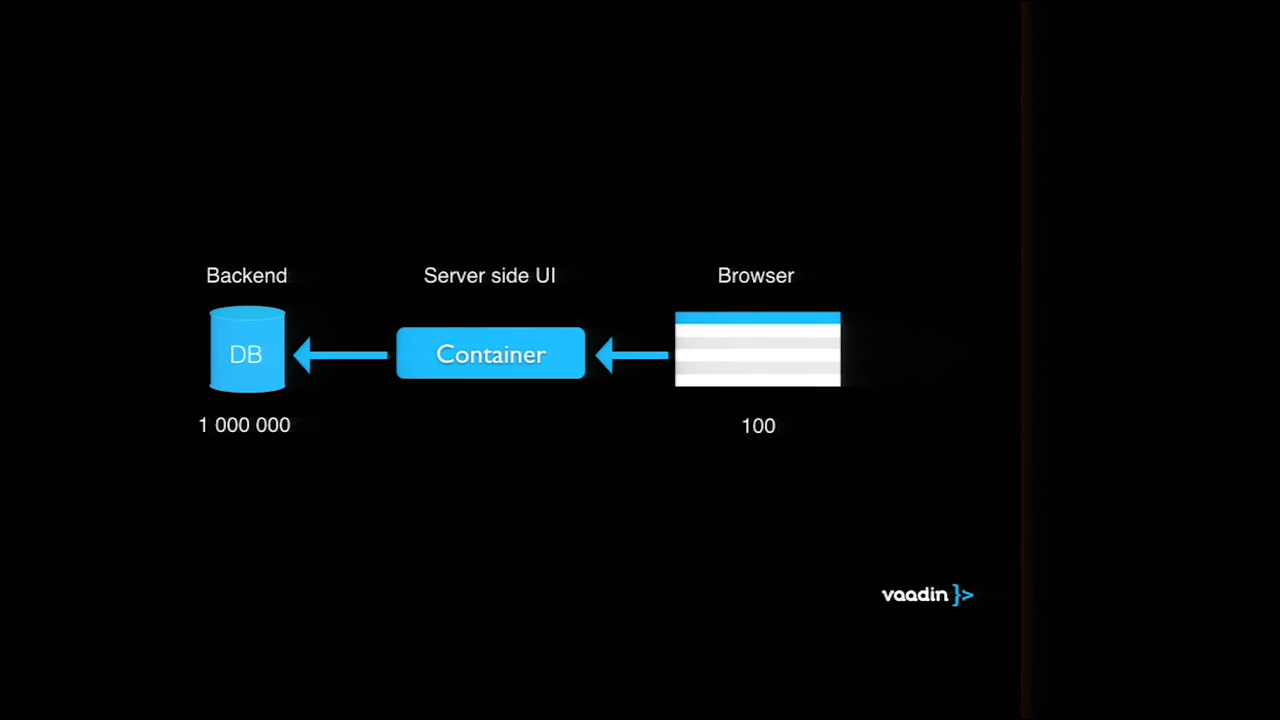 Backend
Server side UI
Browser
DB
Container
1 000 000
100
vaadin }>